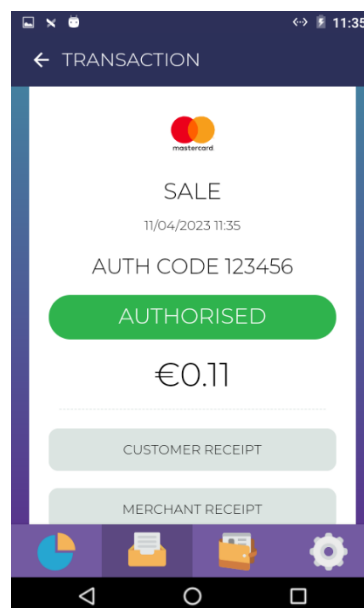 11:35
TRANSACTION
mastercard
SALE
11/04/2023 11:35
AUTH CODE 123456
AUTHORISED
€0.11
CUSTOMER RECEIPT
MERCHANT RECEIPT